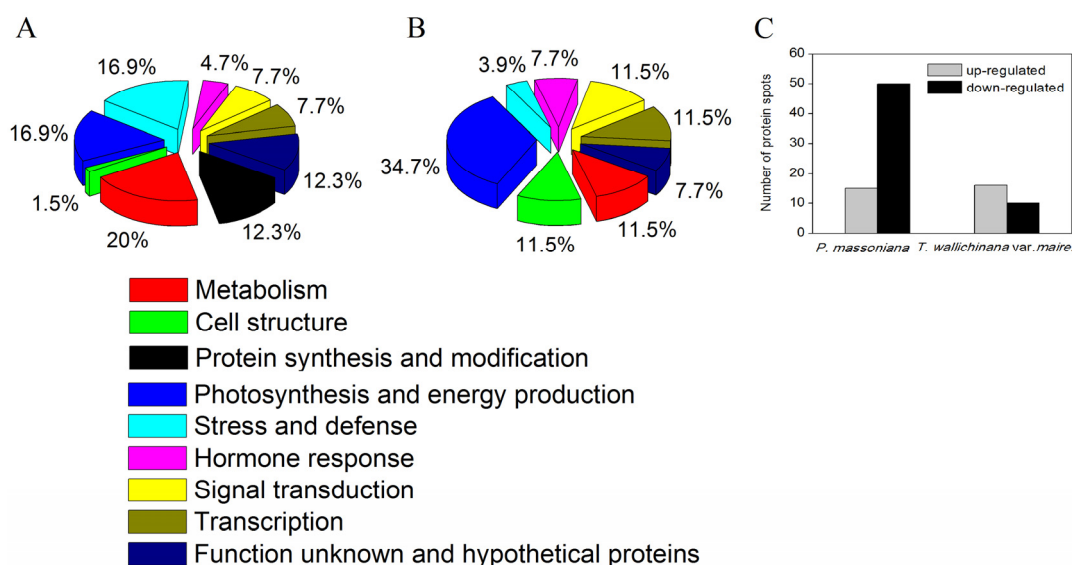 A
16.9%
4.7%
7.7%
7.7%
12.3%
12.3%
20%
1.5%
16.9%
B
3.9%
7.7%
11.5%
11.5%
7.7%
11.5%
11.5%
34.7%
C
Number of protein spots
60
50
40
30
20
10
0
up-regulated
down-regulated
P. massoniana T. wallichinana var. mairei
Metabolism
Cell structure
Protein synthesis and modification
Photosynthesis and energy production
Stress and defense
Hormone response
Signal transduction
Transcription
Function unknown and hypothetical proteins